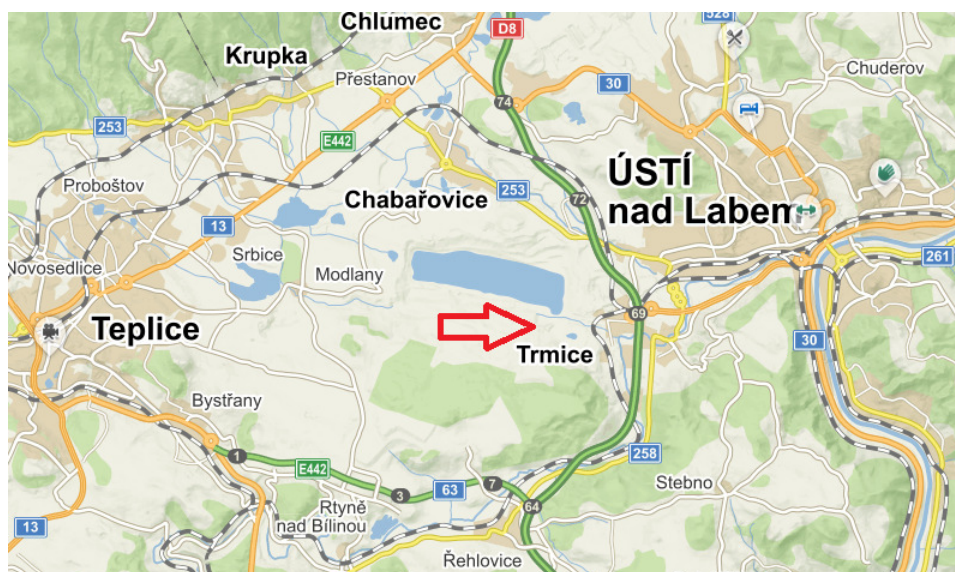 Chlumec
D8
528
Krupka
Přestanov
Chuderov
30
74
253
E442
ÚSTÍ
nad Labem
Proboštov
Chabařovice
253
72
13
Srbice
Modlany
261
Novosedlice
69
Teplice
Trmice
30
Bystřany
1
E442
258
Stebno
3
63
7
Rtyně
nad Bílinou
64
13
Řehlovice